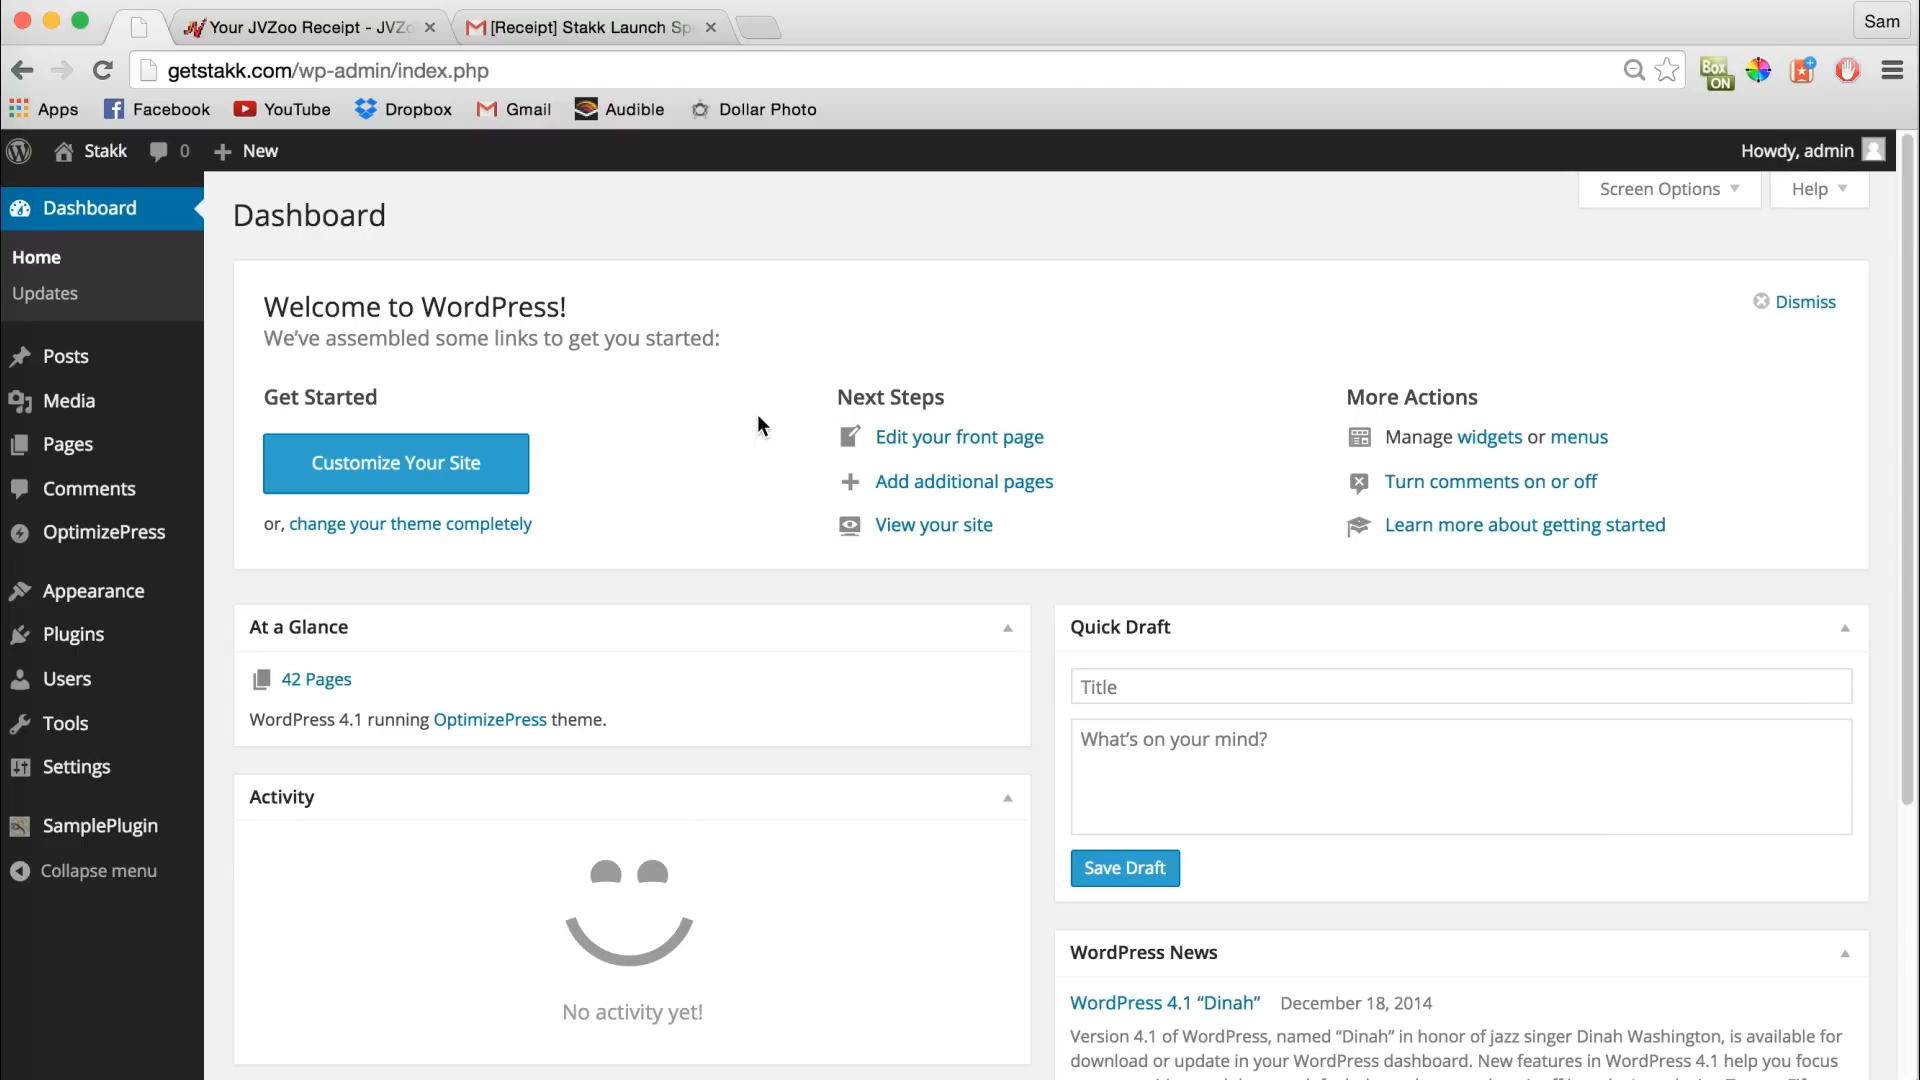 Your JVZoo Receipt - JVZo
[Receipt] Stakk Launch Sp
Sam
getstakk.com/wp-admin/index.php
Box
ON
Apps
Facebook
YouTube
Dropbox
Gmail
Audible
Dollar Photo
Stakk
0
New
Howdy, admin
Screen Options
Help
Dashboard
Home
Updates
Posts
Media
Pages
Comments
OptimizePress
Appearance
Plugins
Users
Tools
Settings
SamplePlugin
Collapse menu
Dashboard
Welcome to WordPress!
We've assembled some links to get you started:
Dismiss
Get Started
Customize Your Site
or, change your theme completely
Next Steps
Edit your front page
Add additional pages
View your site
More Actions
Manage widgets or menus
Turn comments on or off
Learn more about getting started
At a Glance
42 Pages
WordPress 4.1 running OptimizePress theme.
Activity
No activity yet!
Quick Draft
Title
What's on your mind?
Save Draft
WordPress News
WordPress 4.1 “Dinah” December 18, 2014
Version 4.1 of WordPress, named “Dinah” in honor of jazz singer Dinah Washington, is available for
download or update in your WordPress dashboard. New features in WordPress 4.1 help you focus